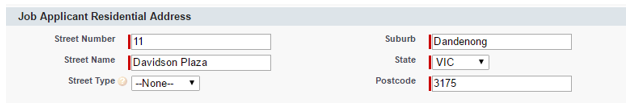 Job Applicant Residential Address
Street Number 11 Suburb Dandenong
Street Name Davidson Plaza State VIC
Street Type --None-- Postcode 3175